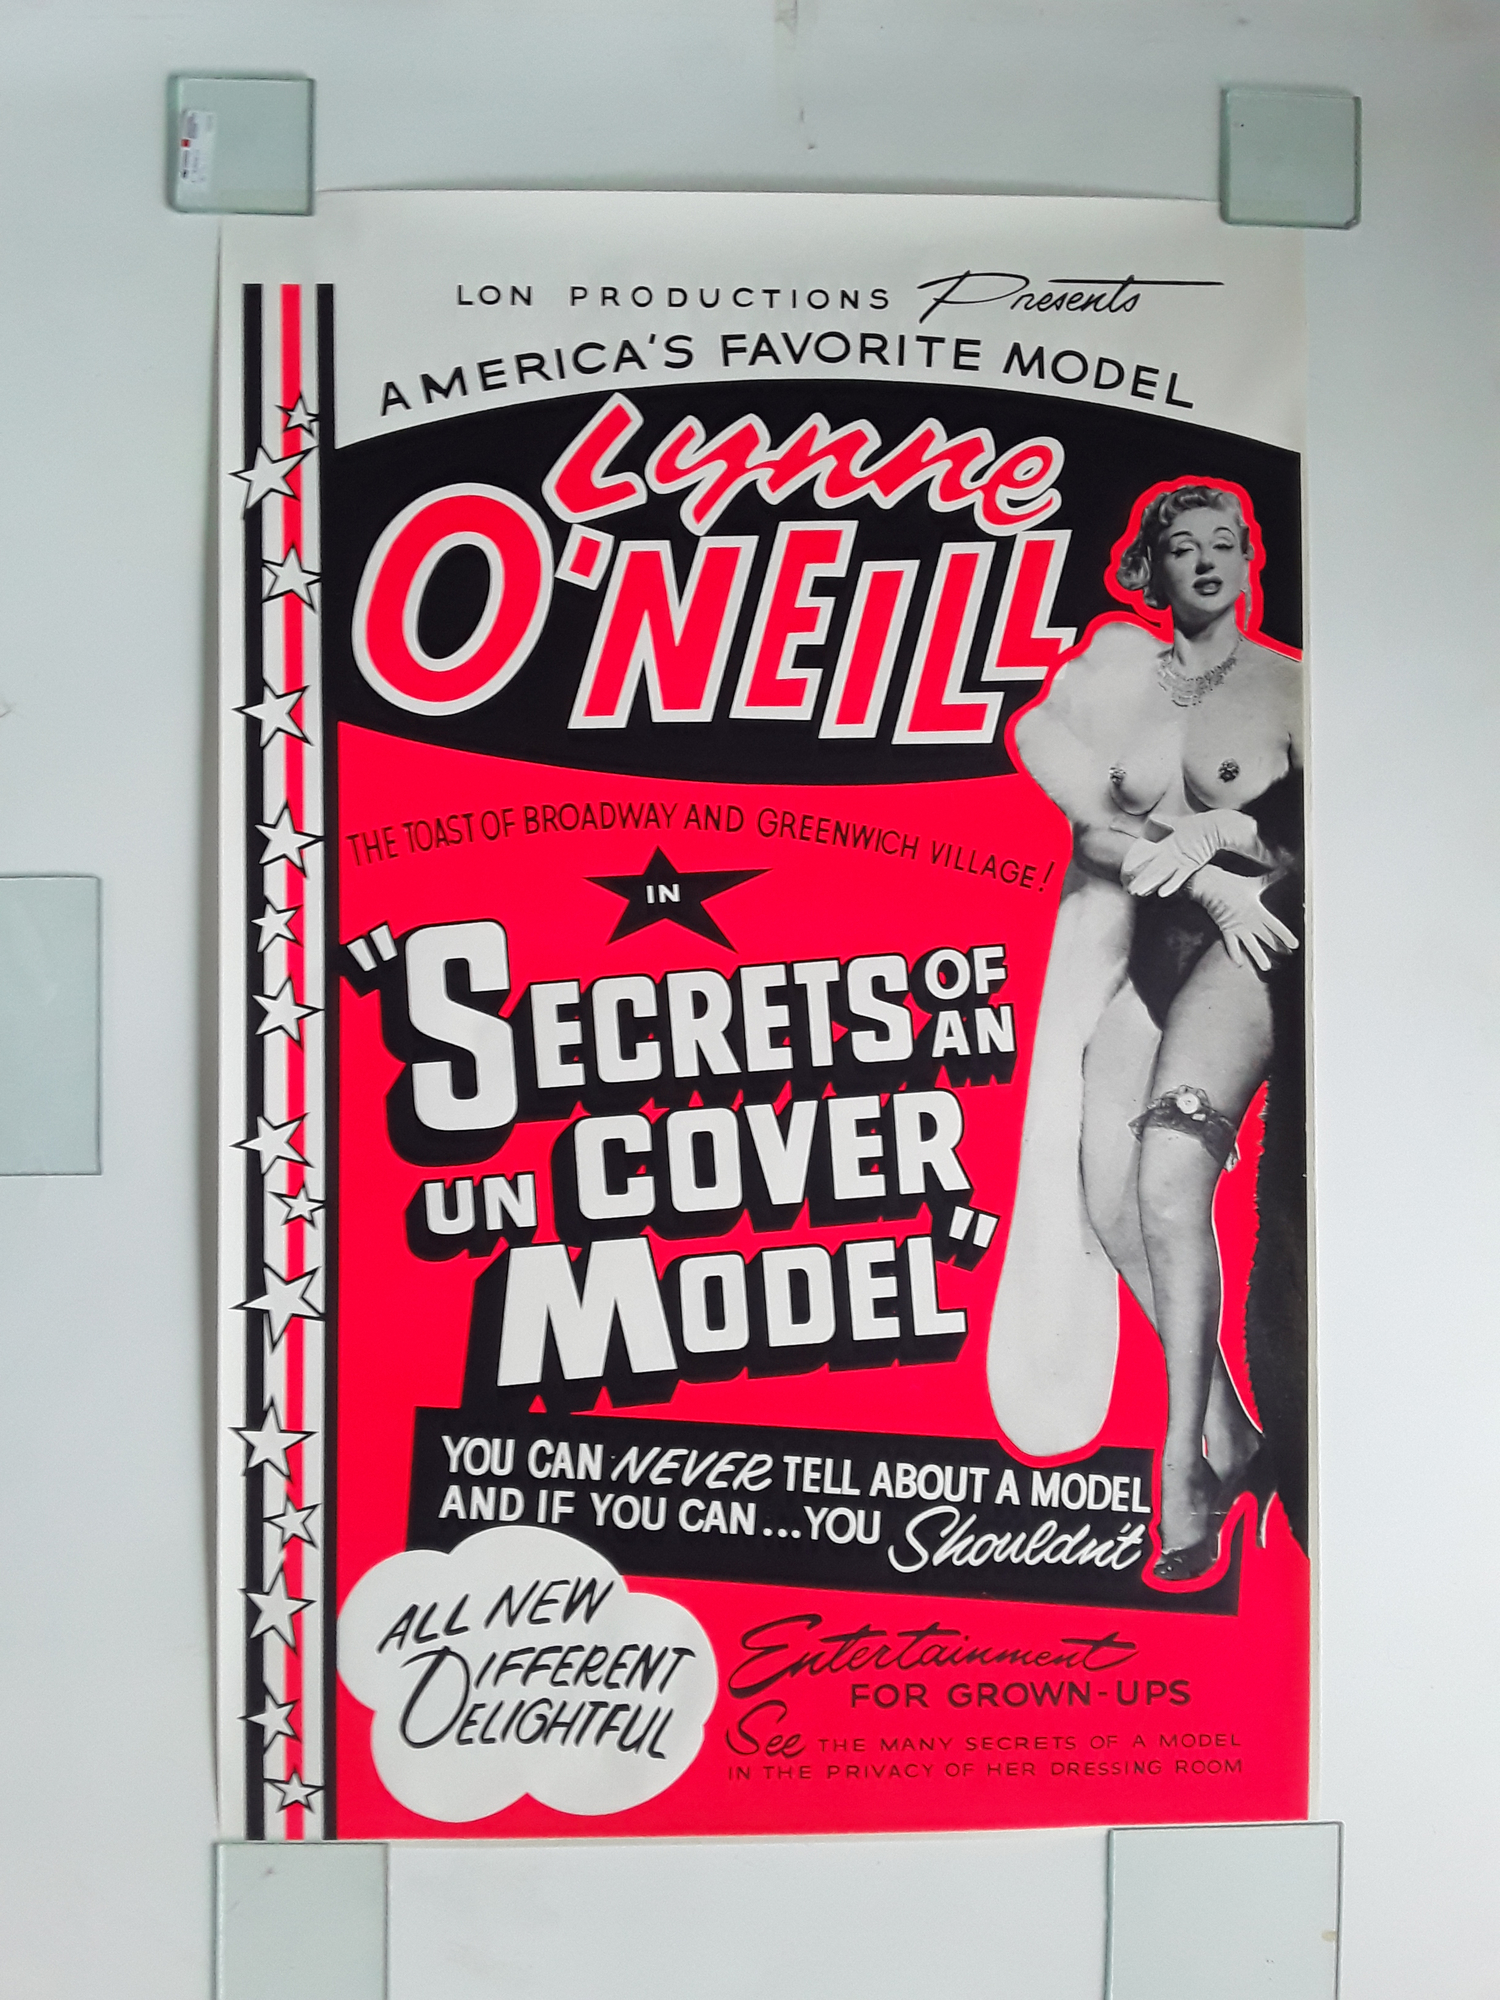 LON PRODUCTIONS Presents
AMERICA'S FAVORITE MODEL
Lynne
O'NEILL
THE TOAST OF BROADWAY AND GREENWICH VILLAGE!
IN
"SECRETS OF
AN
UN COVER
MODEL"
YOU CAN NEVER TELL ABOUT A MODEL
AND IF YOU CAN...YOU Shouldn't
ALL NEW
DIFFERENT
DELIGHTFUL
Entertainment
FOR GROWN-UPS
See THE MANY SECRETS OF A MODEL
IN THE PRIVACY OF HER DRESSING ROOM